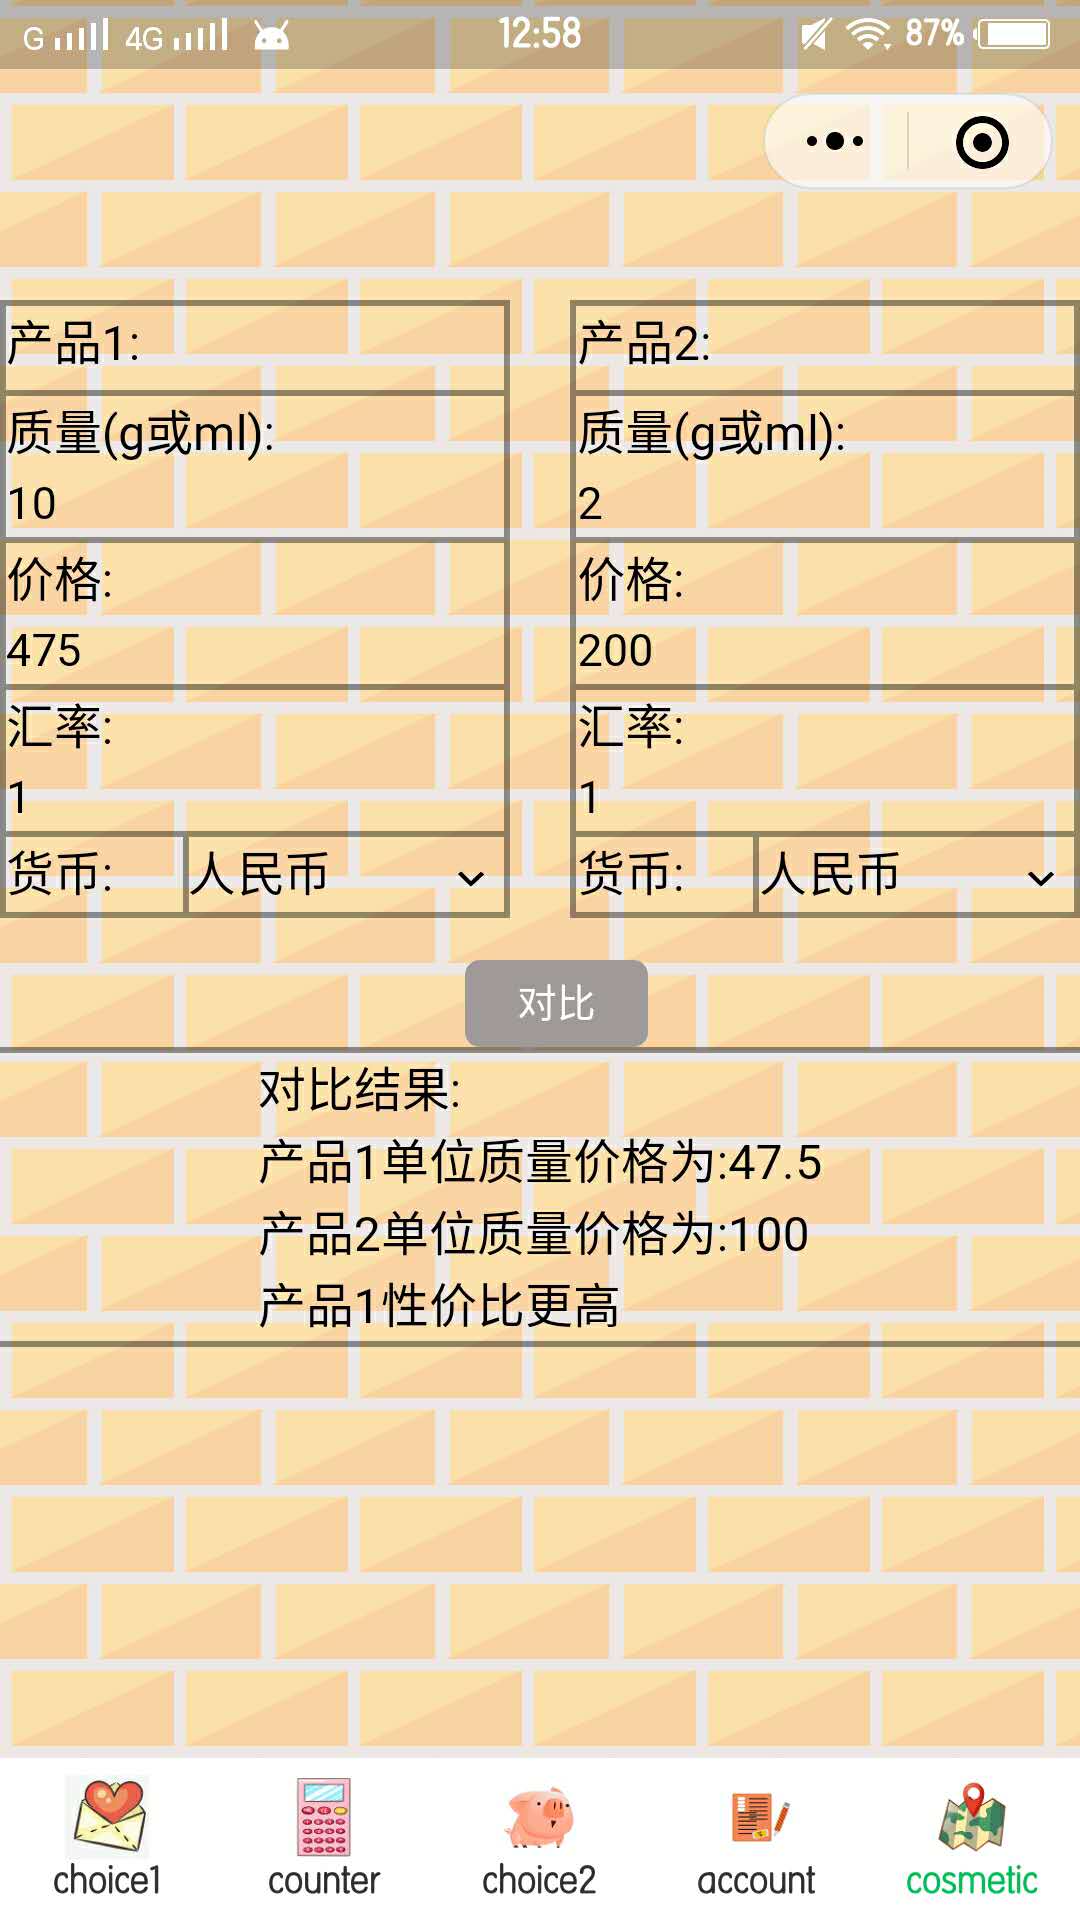 G 4G 12:58 87%
产品1:
质量(g或ml):
10
价格:
475
汇率:
1
货币: 人民币
产品2:
质量(g或ml):
2
价格:
200
汇率:
1
货币: 人民币
对比
对比结果:
产品1单位质量价格为:47.5
产品2单位质量价格为:100
产品1性价比更高
choice1 counter choice2 account cosmetic